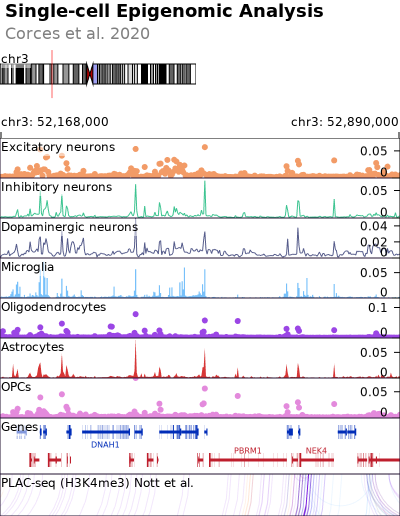 Single-cell Epigenomic Analysis
Corces et al. 2020
chr3
chr3: 52,168,000
chr3: 52,890,000
Excitatory neurons
0.05
0
Inhibitory neurons
0.05
0
Dopaminergic neurons
0.04
0.02
0
Microglia
0.05
0
Oligodendrocytes
0.1
0
Astrocytes
0.05
0
OPCs
0.05
0
Genes
DNAH1
PBRM1
NEK4
PLAC-seq (H3K4me3) Nott et al.